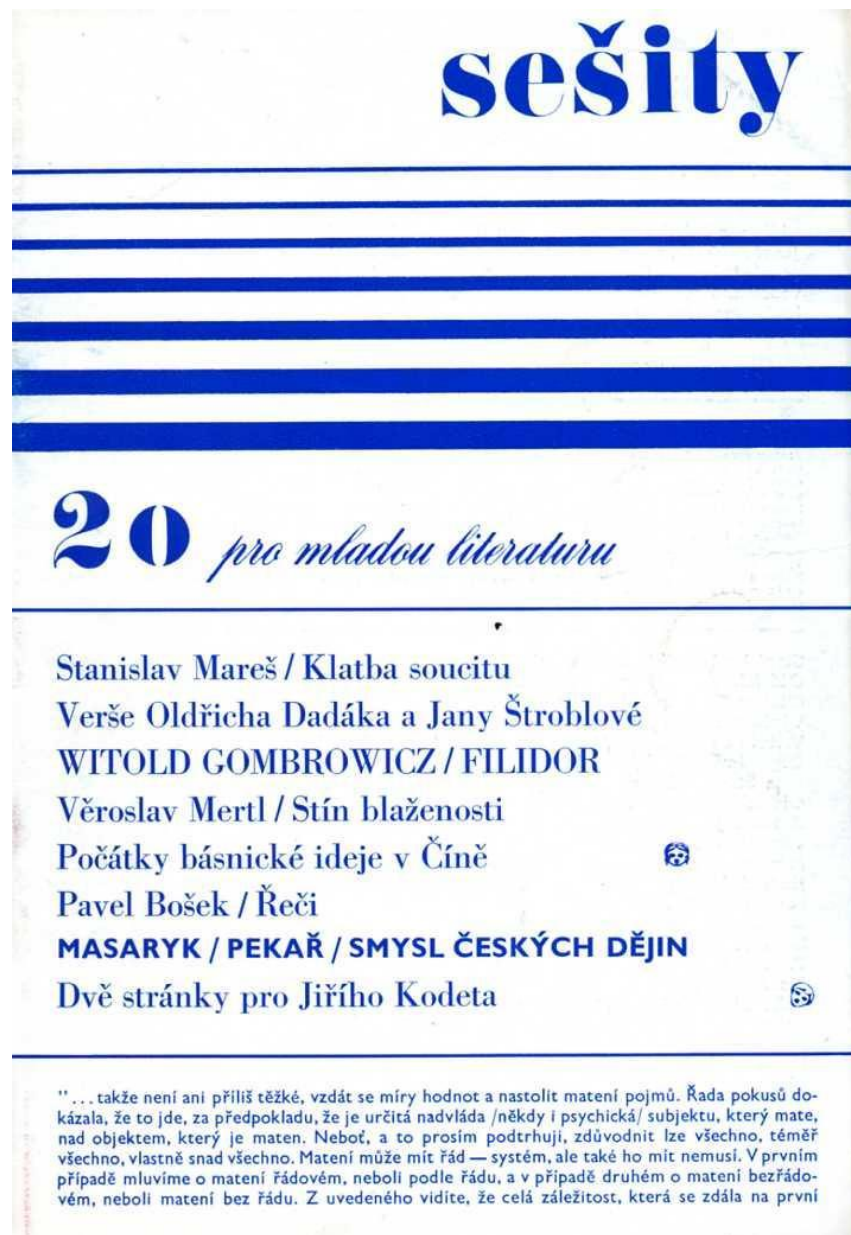 sešity
20 pro mladou literaturu
Stanislav Mareš / Klatba soucitu
Verše Oldřicha Dadáka a Jany Štroblové
WITOLD GOMBROWICZ / FILIDOR
Věroslav Mertl / Stín blaženosti
Počátky básnické ideje v Číně
Pavel Bošek / Řeči
MASARYK / PEKAŘ / SMYSL ČESKÝCH DĚJIN
Dvě stránky pro Jiřího Kodeta
"...takže není ani příliš těžké, vzdát se míry hodnot a nastolit matení pojmů. Řada pokusů do-
kázala, že to jde, za předpokladu, že je určitá nadvláda /někdy i psychická/ subjektu, který mate,
nad objektem, který je maten. Neboť, a to prosím podtrhuji, zdůvodnit lze všechno, téměř
všechno, vlastně snad všechno. Matení může mít řád — systém, ale také ho mít nemusí. V prvním
případě mluvíme o matení řádovém, neboli podle řádu, a v případě druhém o matení bezřádo-
vém, neboli matení bez řádu. Z uvedeného vidíte, že celá záležitost, která se zdála na první